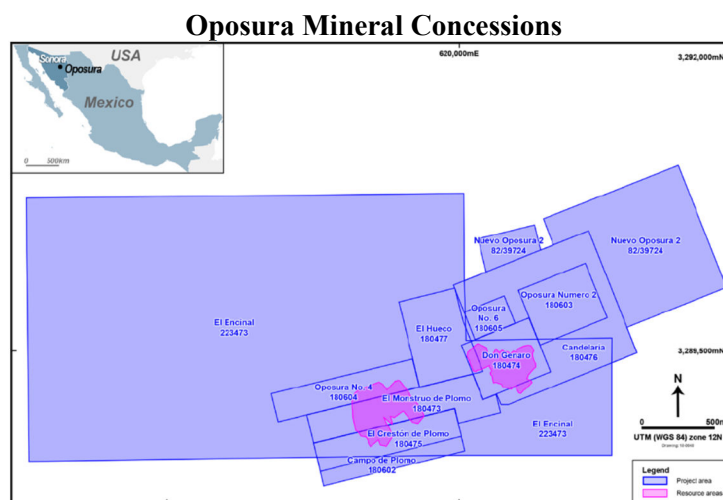 Oposura Mineral Concessions
USA
Sonora
Oposura
Mexico
0 500km
620,000mE
3,292,000mN
Nuevo Oposura 2
82/39724
Nuevo Oposura 2
82/39724
Oposura Numero 2
180603
Oposura
No. 6
180605
El Encinal
223473
El Hueco
180477
Candelaria
180476
Don Genaro
180474
3,289,500mN
Oposura No. 4
180604
El Monstruo de Plomo
180473
El Crestón de Plomo
180475
Campo de Plomo
180602
El Encinal
223473
N
0 500m
UTM (WGS 84) zone 12N
Legend
Project area
Resource areas